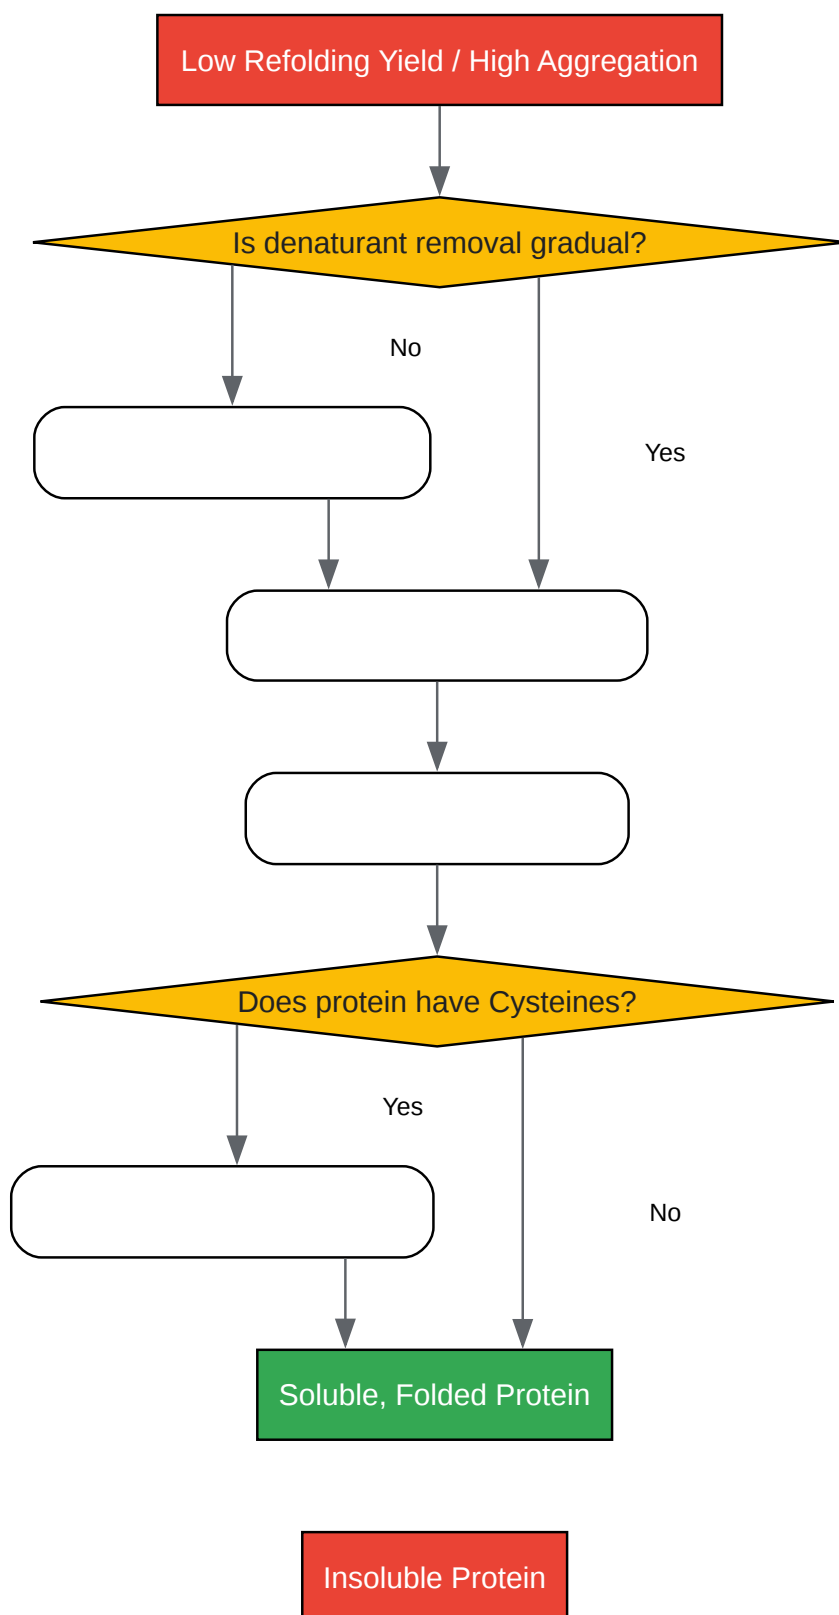 Low Refolding Yield / High Aggregation
Is denaturant removal gradual?
No
Yes
Does protein have Cysteines?
Yes
No
Soluble, Folded Protein
Insoluble Protein